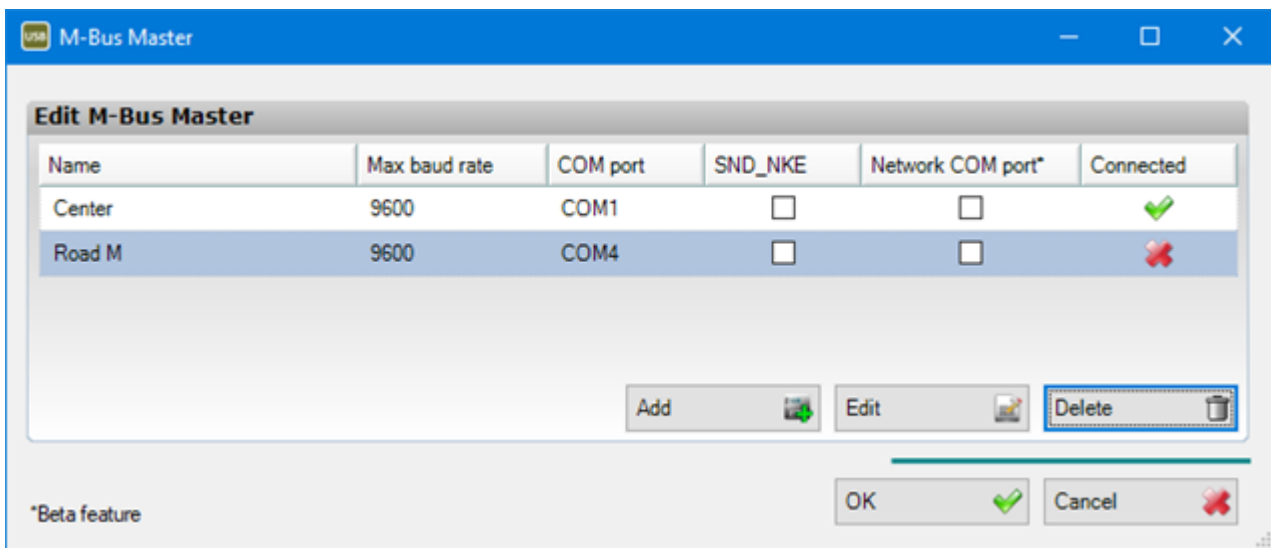 USB M-Bus Master
Edit M-Bus Master
Name Max baud rate COM port SND_NKE Network COM port* Connected
Center 9600 COM1
Road M 9600 COM4
Add Edit Delete
OK Cancel
*Beta feature